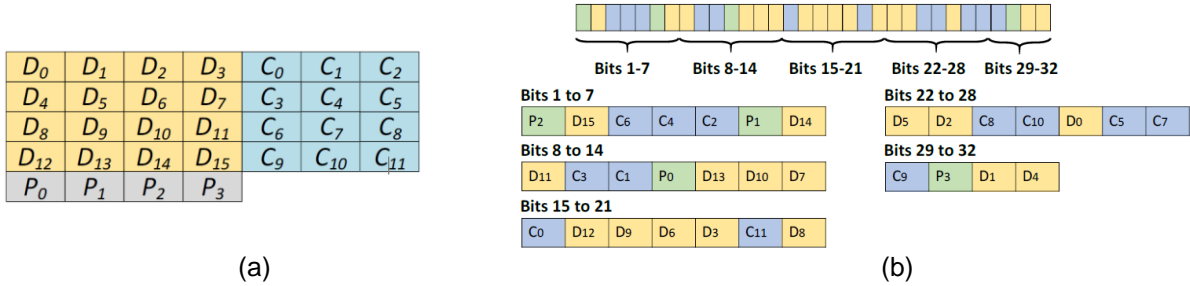 D0 D1 D2 D3 C0 C1 C2
D4 D5 D6 D7 C3 C4 C5
D8 D9 D10 D11 C6 C7 C8
D12 D13 D14 D15 C9 C10 C11
P0 P1 P2 P3
(a)
Bits 1-7 Bits 8-14 Bits 15-21 Bits 22-28 Bits 29-32
Bits 1 to 7
P2 D15 C6 C4 C2 P1 D14
Bits 8 to 14
D11 C3 C1 P0 D13 D10 D7
Bits 15 to 21
C0 D12 D9 D6 D3 C11 D8
Bits 22 to 28
D5 D2 C8 C10 D0 C5 C7
Bits 29 to 32
C9 P3 D1 D4
(b)